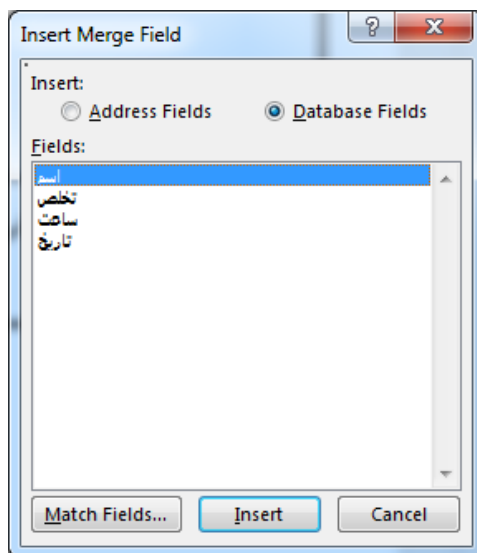 Insert Merge Field
Insert:
Address Fields
Database Fields
Fields:
اسم
تخلص
ساعت
تاریخ
Match Fields...
Insert
Cancel